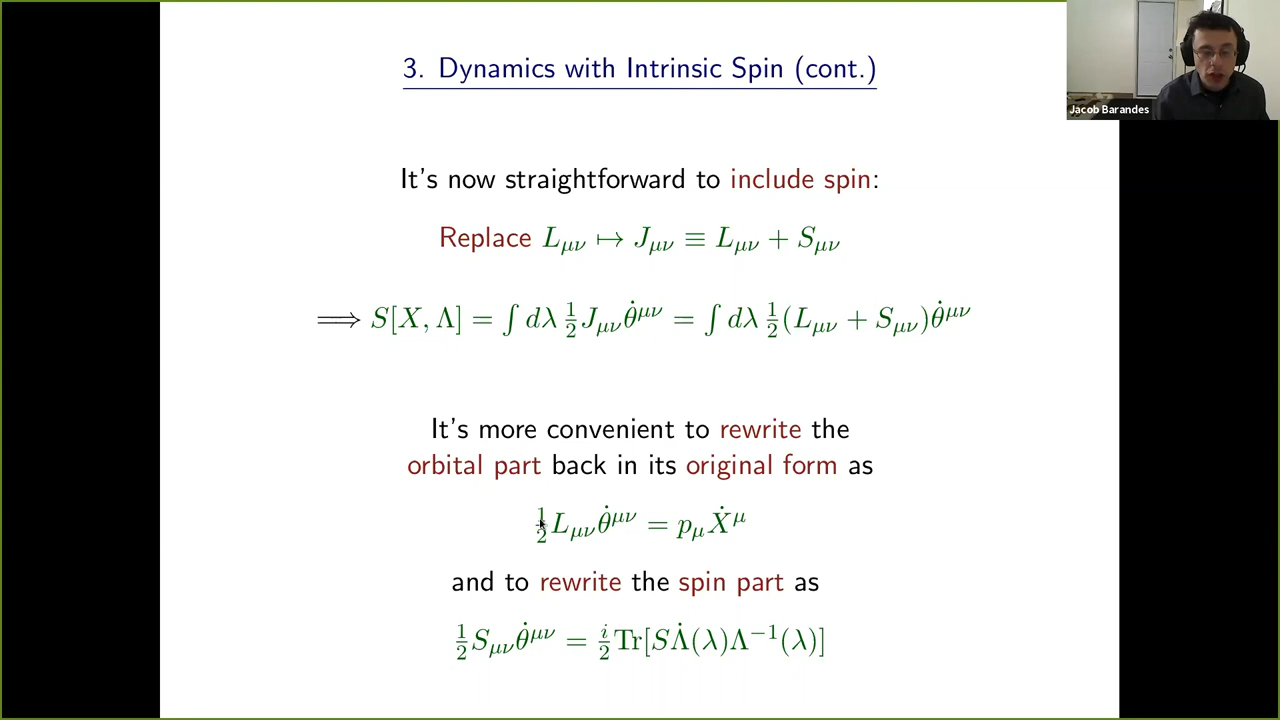 3. Dynamics with Intrinsic Spin (cont.)
Jacob Barandes
It's now straightforward to include spin:
Replace L_{μν} ↦ J_{μν} ≡ L_{μν} + S_{μν}
⟹ S[X, Λ] = ∫ dλ ½ J_{μν} θ̇^{μν} = ∫ dλ ½ (L_{μν} + S_{μν}) θ̇^{μν}
It's more convenient to rewrite the
orbital part back in its original form as
½ L_{μν} θ̇^{μν} = p_μ Ẋ^μ
and to rewrite the spin part as
½ S_{μν} θ̇^{μν} = i/2 Tr[S Λ̇(λ) Λ^{−1}(λ)]